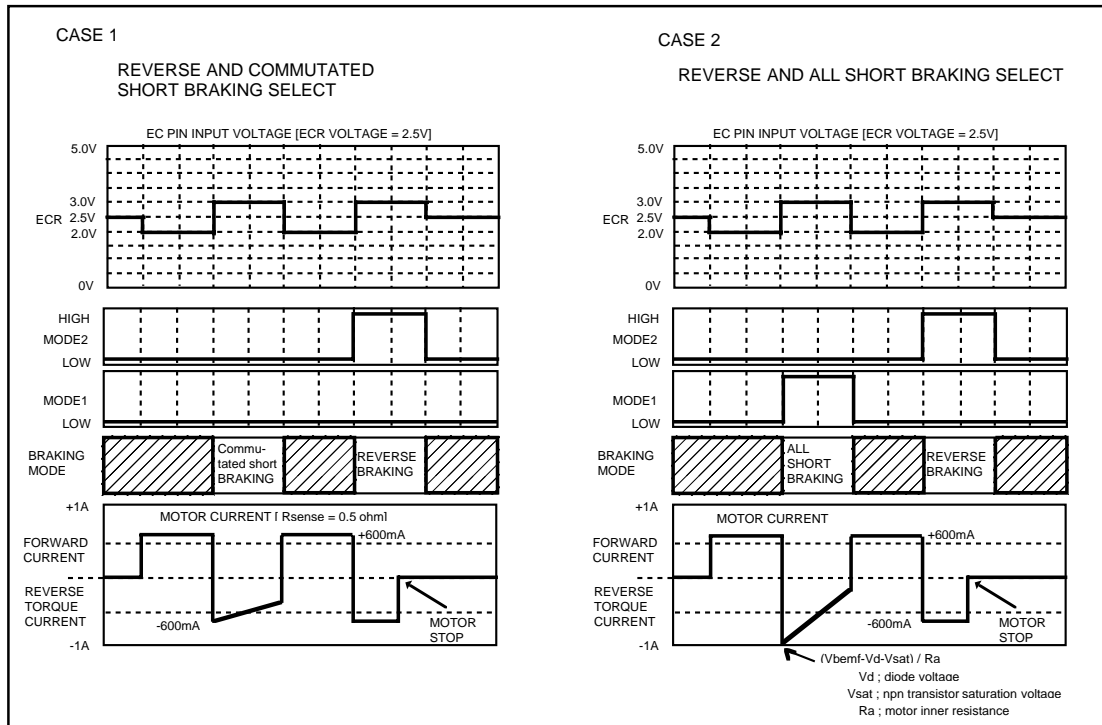 CASE 1
REVERSE AND COMMUTATED
SHORT BRAKING SELECT
EC PIN INPUT VOLTAGE [ECR VOLTAGE = 2.5V]
5.0V
3.0V
ECR 2.5V
2.0V
0V
HIGH
MODE2
LOW
MODE1
LOW
BRAKING
MODE
Commu-
tated short
BRAKING
REVERSE
BRAKING
+1A
MOTOR CURRENT [ Rsense = 0.5 ohm]
FORWARD
CURRENT
+600mA
REVERSE
TORQUE
CURRENT
-600mA
MOTOR
STOP
-1A
CASE 2
REVERSE AND ALL SHORT BRAKING SELECT
EC PIN INPUT VOLTAGE [ECR VOLTAGE = 2.5V]
5.0V
3.0V
ECR 2.5V
2.0V
0V
HIGH
MODE2
LOW
MODE1
LOW
BRAKING
MODE
ALL
SHORT
BRAKING
REVERSE
BRAKING
+1A
MOTOR CURRENT
FORWARD
CURRENT
+600mA
REVERSE
TORQUE
CURRENT
-600mA
MOTOR
STOP
-1A
(Vbemf-Vd-Vsat) / Ra
Vd ; diode voltage
Vsat ; npn transistor saturation voltage
Ra ; motor inner resistance